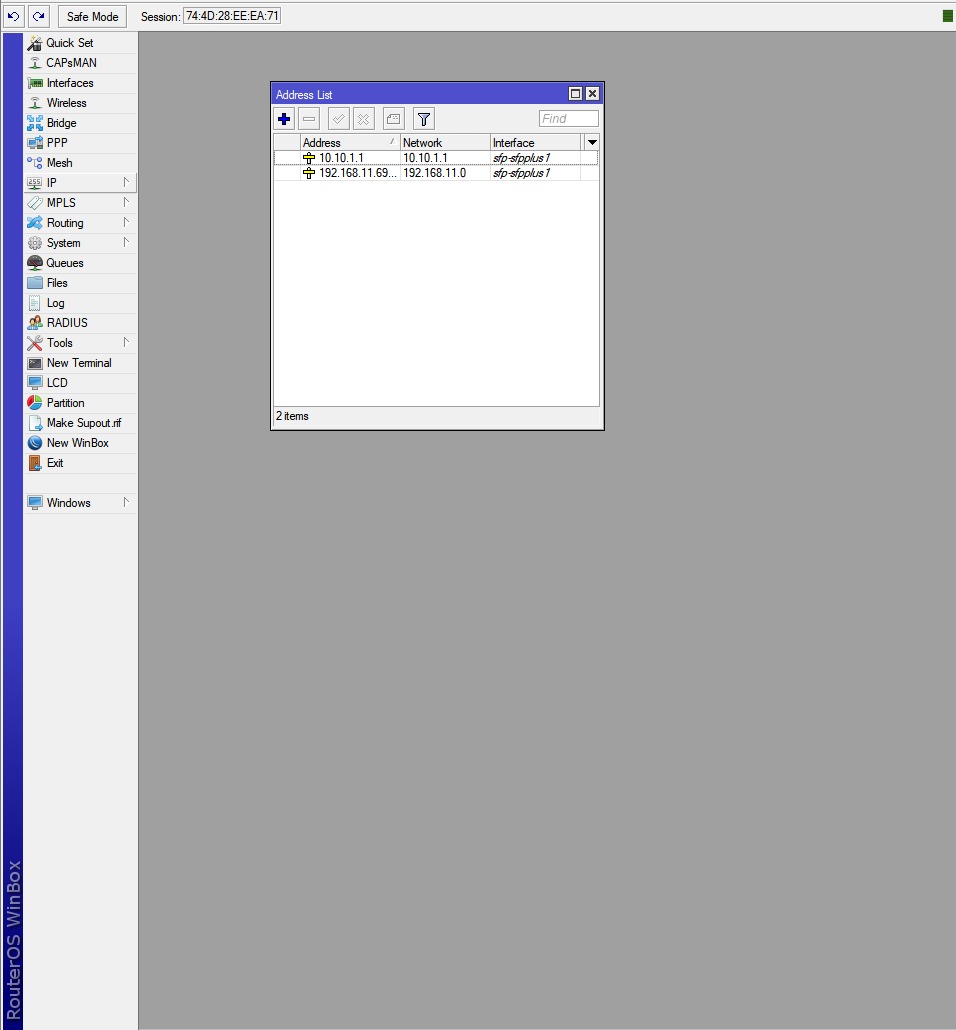 Safe Mode Session: 74:4D:28:EE:EA:71
Quick Set
CAPsMAN
Interfaces
Wireless
Bridge
PPP
Mesh
255 IP
MPLS
Routing
System
Queues
Files
Log
RADIUS
Tools
New Terminal
LCD
Partition
Make Supout.rif
New WinBox
Exit
Windows
RouterOS WinBox
Address List
Find
Address Network Interface
10.10.1.1 10.10.1.1 sfp-sfpplus1
192.168.11.69... 192.168.11.0 sfp-sfpplus1
2 items